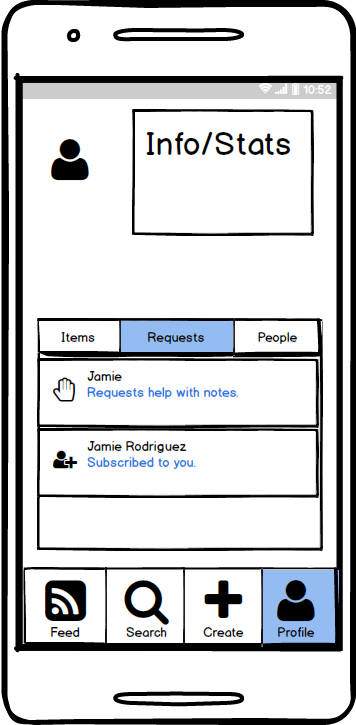 10:52
Info/Stats
Items
Requests
People
Jamie
Requests help with notes.
Jamie Rodriguez
Subscribed to you.
Feed
Search
Create
Profile